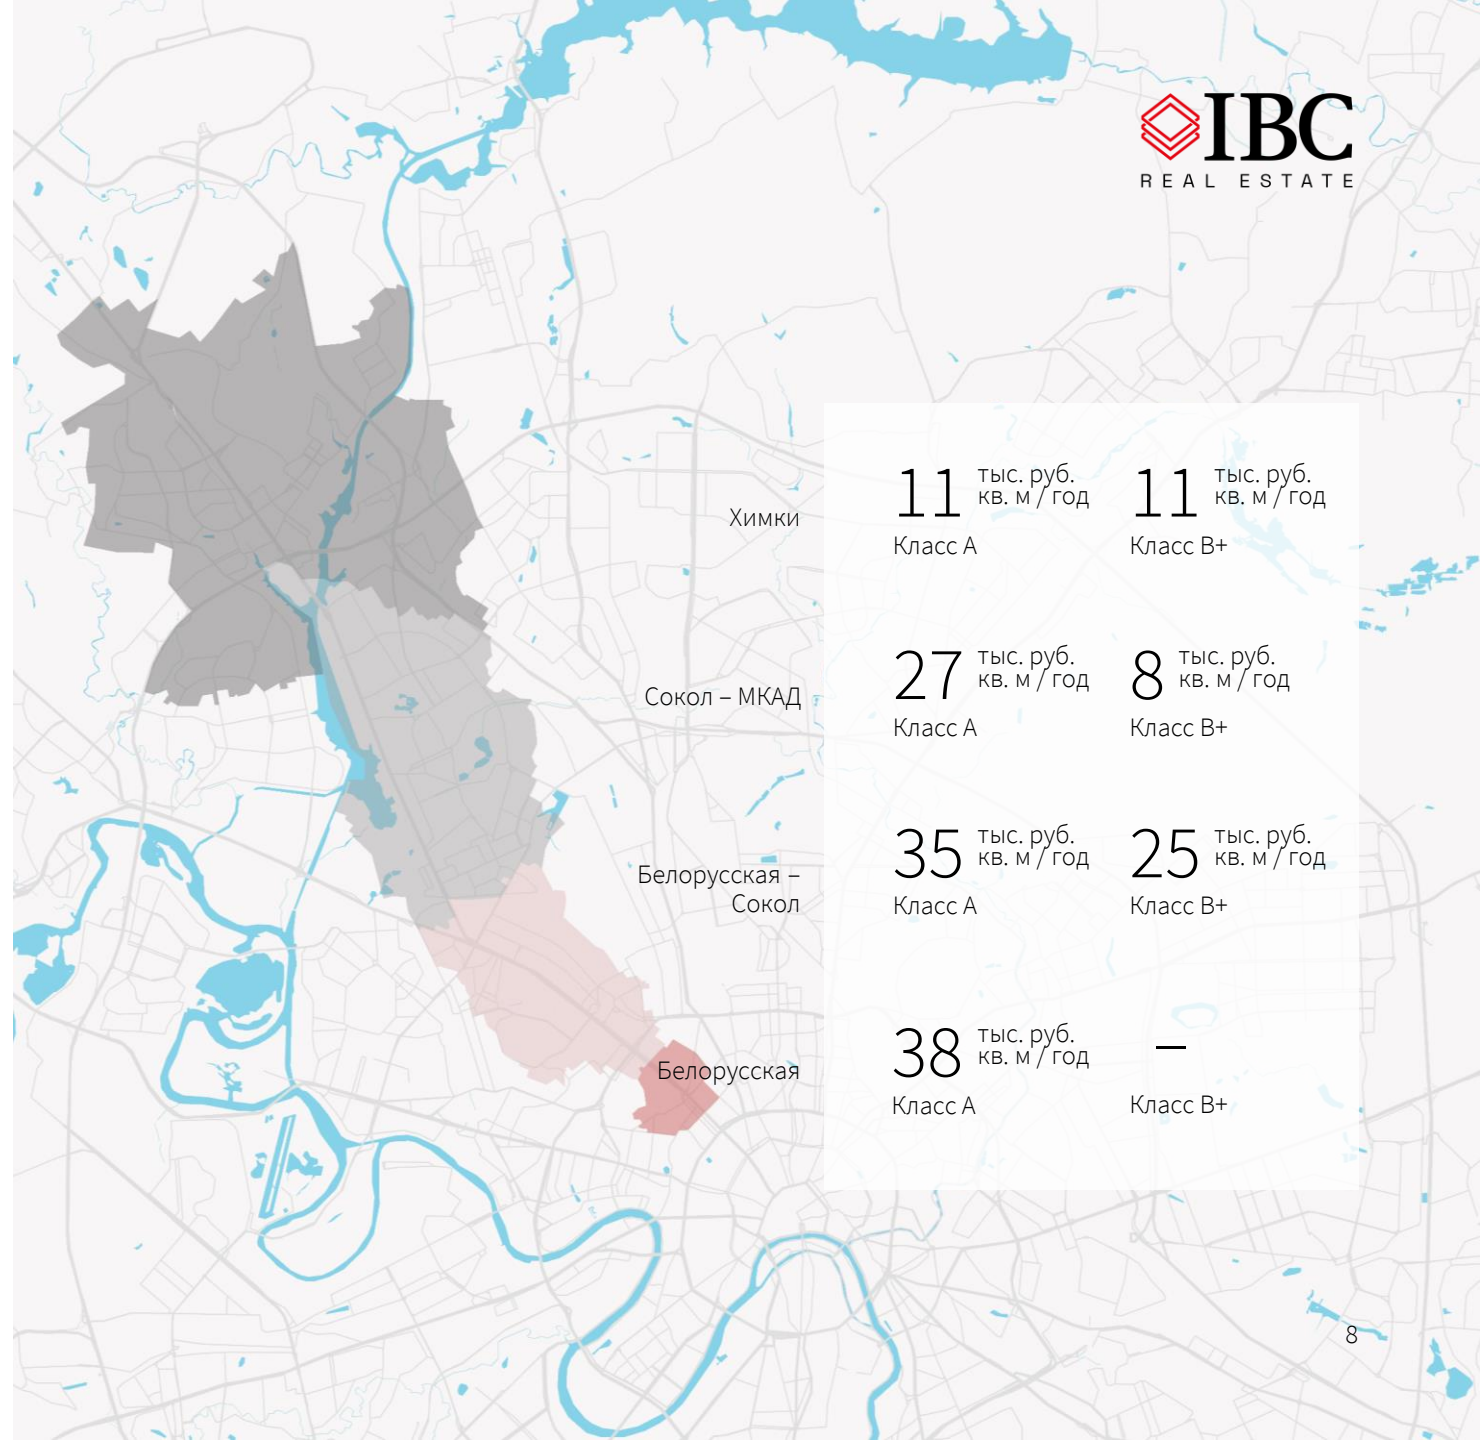 IBC
REAL ESTATE
Химки
11 тыс. руб.
кв. м / год
Класс А
11 тыс. руб.
кв. м / год
Класс В+
Сокол – МКАД
27 тыс. руб.
кв. м / год
Класс А
8 тыс. руб.
кв. м / год
Класс В+
Белорусская –
Сокол
35 тыс. руб.
кв. м / год
Класс А
25 тыс. руб.
кв. м / год
Класс В+
Белорусская
38 тыс. руб.
кв. м / год
Класс А
–
Класс В+
8